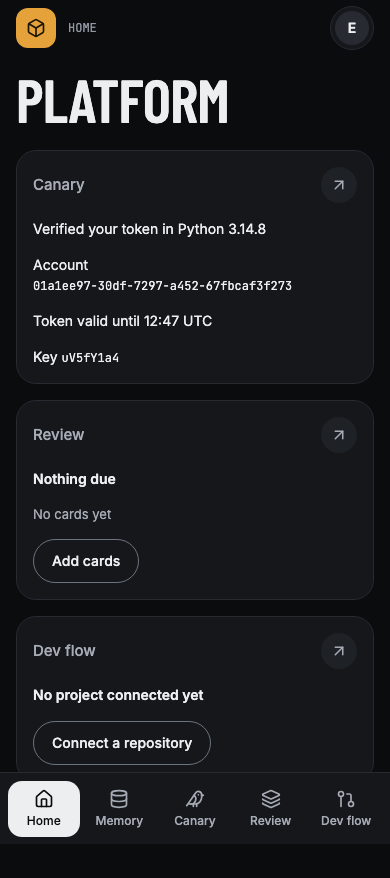 HOME
E
PLATFORM
Canary
Verified your token in Python 3.14.8
Account
01a1ee97-30df-7297-a452-67fbcaf3f273
Token valid until 12:47 UTC
Key uV5fY1a4
Review
Nothing due
No cards yet
Add cards
Dev flow
No project connected yet
Connect a repository
Home
Memory
Canary
Review
Dev flow